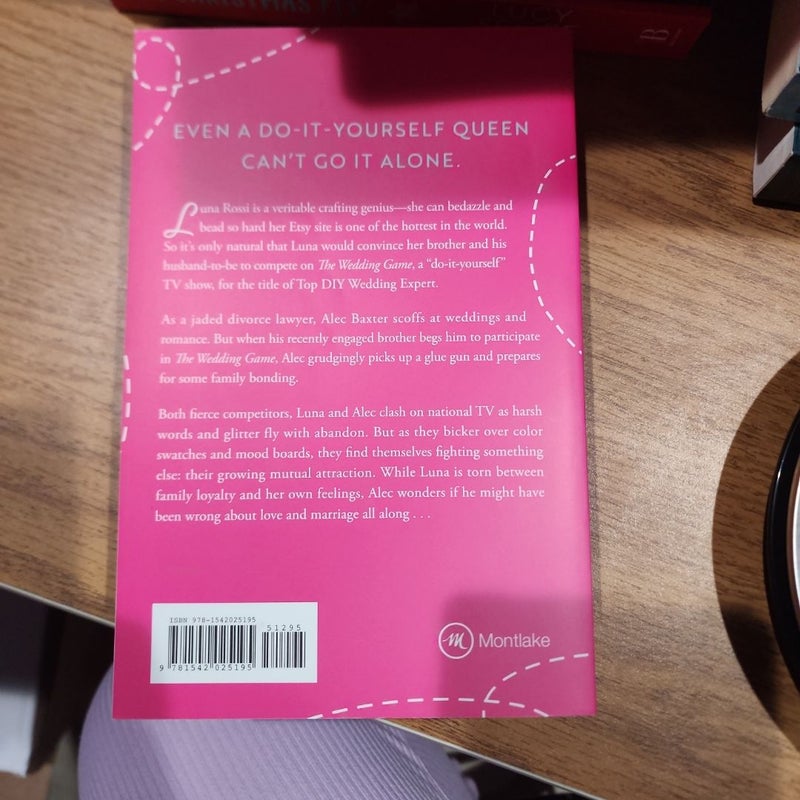 CHRISTMAS
LUCY
B
EVEN A DO-IT-YOURSELF QUEEN
CAN'T GO IT ALONE.
Luna Rossi is a veritable crafting genius—she can bedazzle and
bead so hard her Etsy site is one of the hottest in the world.
So it's only natural that Luna would convince her brother and his
husband-to-be to compete on The Wedding Game, a "do-it-yourself"
TV show, for the title of Top DIY Wedding Expert.
As a jaded divorce lawyer, Alec Baxter scoffs at weddings and
romance. But when his recently engaged brother begs him to participate
in The Wedding Game, Alec grudgingly picks up a glue gun and prepares
for some family bonding.
Both fierce competitors, Luna and Alec clash on national TV as harsh
words and glitter fly with abandon. But as they bicker over color
swatches and mood boards, they find themselves fighting something
else: their growing mutual attraction. While Luna is torn between
family loyalty and her own feelings, Alec wonders if he might have
been wrong about love and marriage all along . . .
ISBN 978-1542025195
51295
9 781542 025195
m Montlake